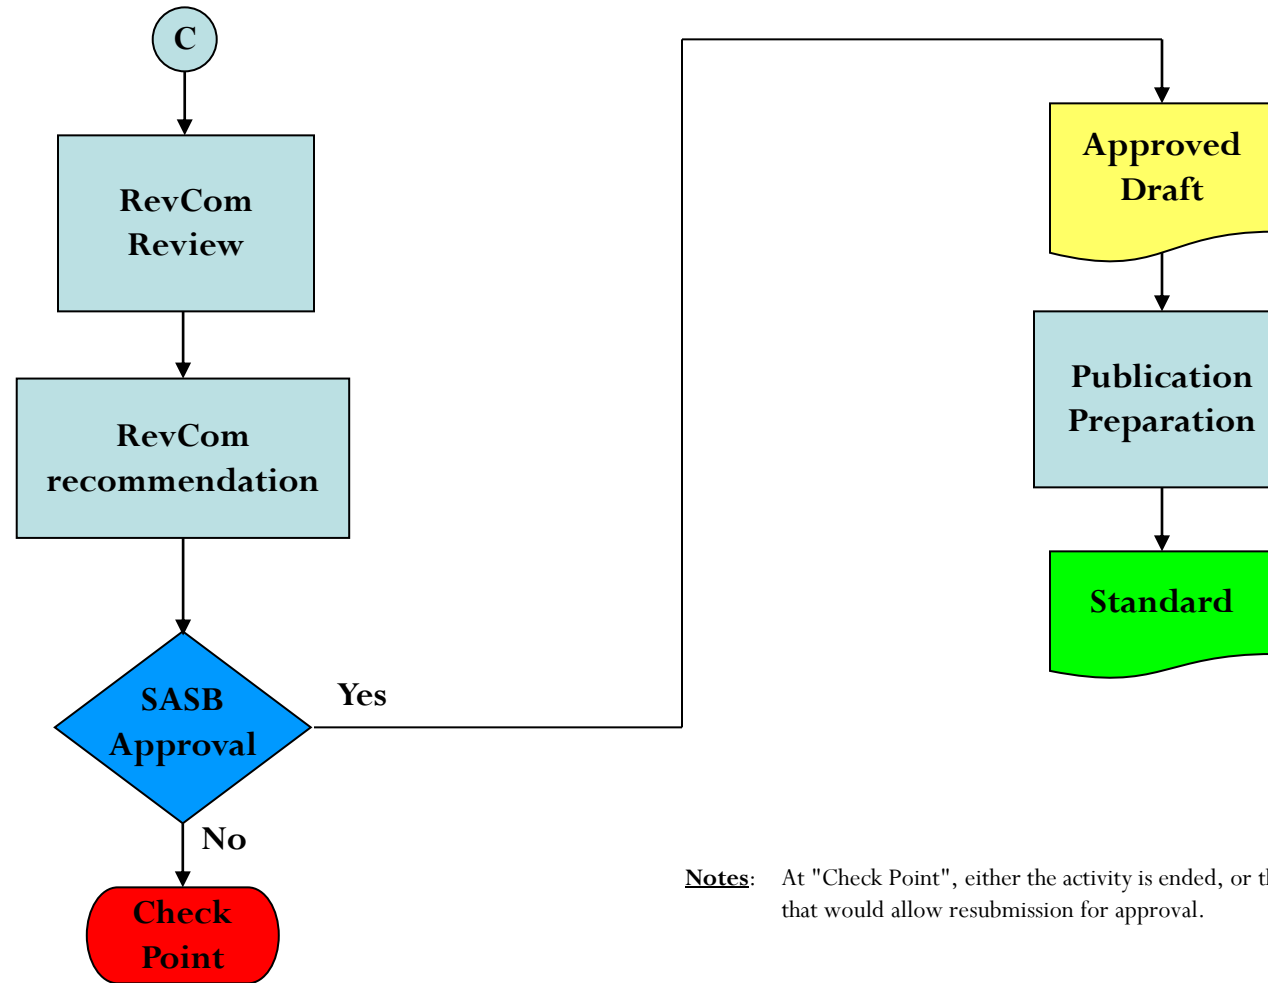 C
RevCom
Review
RevCom
recommendation
SASB
Approval
Yes
No
Check
Point
Approved
Draft
Publication
Preparation
Standard
Notes: At "Check Point", either the activity is ended, or
that would allow resubmission for approval.